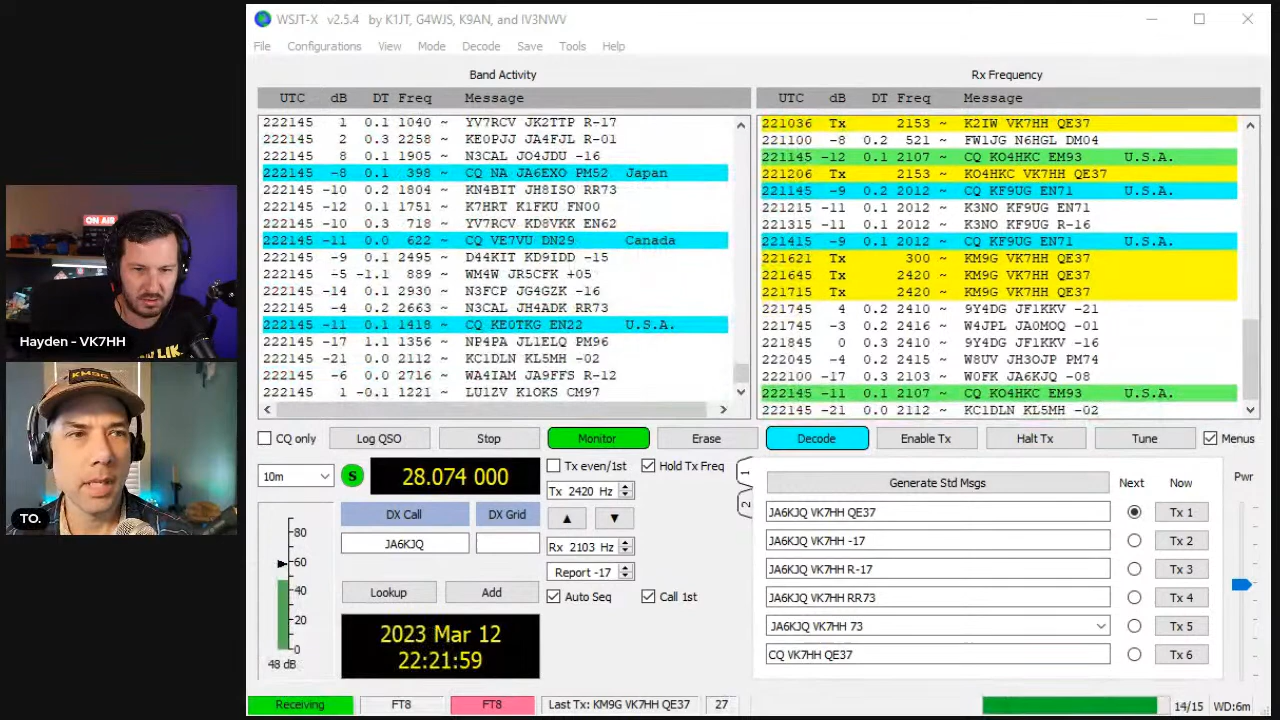 WSJT-X v2.5.4 by K1JT, G4WJS, K9AN, and IV3NWV
File Configurations View Mode Decode Save Tools Help
Band Activity
UTC dB DT Freq Message
222145 1 0.1 1040 ~ YV7RCV JK2TTP R-17
222145 2 0.3 2258 ~ KE0PJJ JA4FJL R-01
222145 8 0.1 1905 ~ N3CAL JO4JDU -16
222145 -8 0.1 398 ~ CQ NA JA6EXO PM52 Japan
222145 -10 0.2 1804 ~ KN4BIT JH8ISO RR73
222145 -12 0.1 1751 ~ K7HRT K1FKU FN00
222145 -10 0.3 718 ~ YV7RCV KD8VKK EN62
222145 -11 0.0 622 ~ CQ VE7VU DN29 Canada
222145 -9 0.1 2495 ~ D44KIT KD9IDD -15
222145 -5 -1.1 889 ~ WM4W JR5CFK +05
222145 -14 0.1 2930 ~ N3FCP JG4GZK -16
222145 -4 0.2 2663 ~ N3CAL JH4ADK RR73
222145 -11 0.1 1418 ~ CQ KE0TKG EN22 U.S.A.
222145 -17 1.1 1356 ~ NP4PA JL1ELQ PM96
222145 -21 0.0 2112 ~ KC1DLN KL5MH -02
222145 -6 0.0 2716 ~ WA4IAM JA9FFS R-12
222145 1 -0.1 1221 ~ LU1ZV K1OKS CM97
Rx Frequency
UTC dB DT Freq Message
221036 Tx 2153 ~ K2IW VK7HH QE37
221100 -8 0.2 521 ~ FW1JG N6HGL DM04
221145 -12 0.1 2107 ~ CQ KO4HKC EM93 U.S.A.
221206 Tx 2153 ~ KO4HKC VK7HH QE37
221145 -9 0.2 2012 ~ CQ KF9UG EN71 U.S.A.
221215 -11 0.1 2012 ~ K3NO KF9UG EN71
221315 -11 0.1 2012 ~ K3NO KF9UG R-16
221415 -9 0.1 2012 ~ CQ KF9UG EN71 U.S.A.
221621 Tx 300 ~ KM9G VK7HH QE37
221645 Tx 2420 ~ KM9G VK7HH QE37
221715 Tx 2420 ~ KM9G VK7HH QE37
221745 4 0.2 2410 ~ 9Y4DG JF1KKV -21
221745 -3 0.2 2416 ~ W4JPL JA0MOQ -01
221845 0 0.3 2410 ~ 9Y4DG JF1KKV -16
222045 -4 0.2 2415 ~ W8UV JH3OJP PM74
222100 -17 0.3 2103 ~ W0FK JA6KJQ -08
222145 -11 0.1 2107 ~ CQ KO4HKC EM93 U.S.A.
222145 -21 0.0 2112 ~ KC1DLN KL5MH -02
CQ only Log QSO Stop Monitor Erase Decode Enable Tx Halt Tx Tune Menus
10m S 28.074 000
Tx even/1st Hold Tx Freq
Tx 2420 Hz
DX Call DX Grid
JA6KJQ
Rx 2103 Hz
Report -17
Lookup Add
Auto Seq Call 1st
2023 Mar 12
22:21:59
80
60
40
20
0
48 dB
1
2
Generate Std Msgs Next Now Pwr
JA6KJQ VK7HH QE37 Tx 1
JA6KJQ VK7HH -17 Tx 2
JA6KJQ VK7HH R-17 Tx 3
JA6KJQ VK7HH RR73 Tx 4
JA6KJQ VK7HH 73 Tx 5
CQ VK7HH QE37 Tx 6
Receiving FT8 FT8 Last Tx: KM9G VK7HH QE37 27 14/15 WD:6m
ON AIR
Hayden - VK7HH
KM9G
TO.